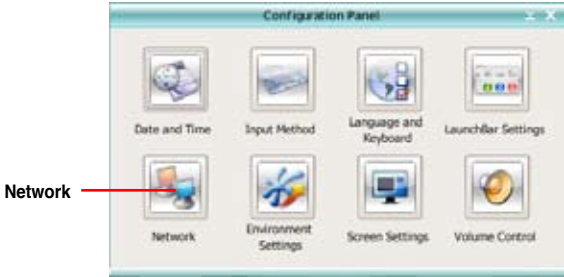 Configuration Panel
Date and Time
Input Method
Language and
Keyboard
LaunchBar Settings
Network
Network
Environment
Settings
Screen Settings
Volume Control